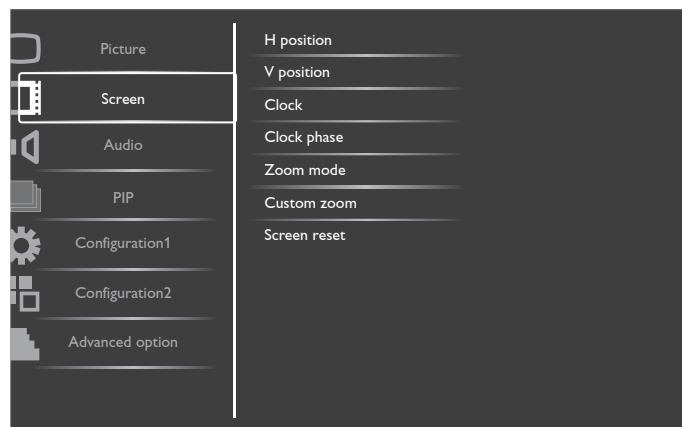 Picture
Screen
Audio
PIP
Configuration1
Configuration2
Advanced option
H position
V position
Clock
Clock phase
Zoom mode
Custom zoom
Screen reset